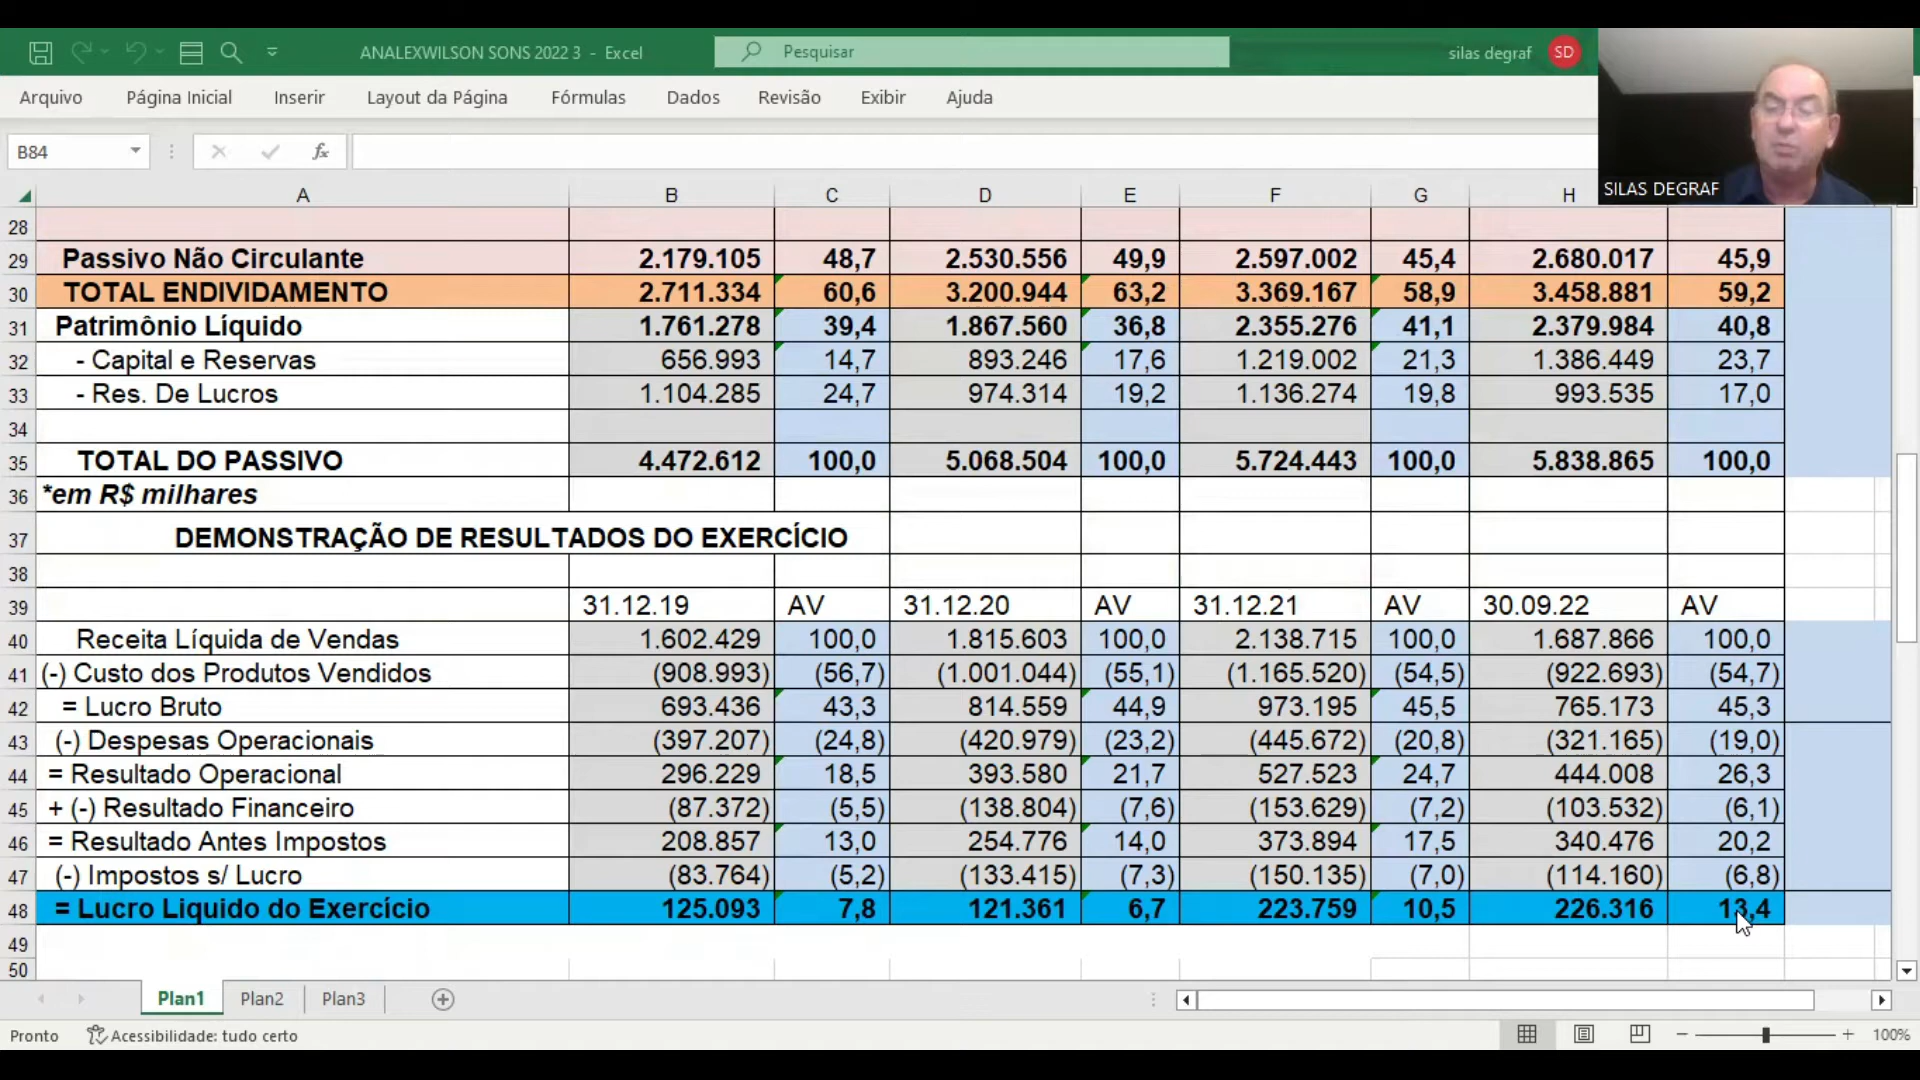 ANALEXWILSON SONS 2022 3 - Excel
Pesquisar
silas degraf
SD
Arquivo Página Inicial Inserir Layout da Página Fórmulas Dados Revisão Exibir Ajuda
B84
fx
SILAS DEGRAF
A B C D E F G H
28
29 Passivo Não Circulante 2.179.105 48,7 2.530.556 49,9 2.597.002 45,4 2.680.017 45,9
30 TOTAL ENDIVIDAMENTO 2.711.334 60,6 3.200.944 63,2 3.369.167 58,9 3.458.881 59,2
31 Patrimônio Líquido 1.761.278 39,4 1.867.560 36,8 2.355.276 41,1 2.379.984 40,8
32 - Capital e Reservas 656.993 14,7 893.246 17,6 1.219.002 21,3 1.386.449 23,7
33 - Res. De Lucros 1.104.285 24,7 974.314 19,2 1.136.274 19,8 993.535 17,0
34
35 TOTAL DO PASSIVO 4.472.612 100,0 5.068.504 100,0 5.724.443 100,0 5.838.865 100,0
36 *em R$ milhares
37 DEMONSTRAÇÃO DE RESULTADOS DO EXERCÍCIO
38
39 31.12.19 AV 31.12.20 AV 31.12.21 AV 30.09.22 AV
40 Receita Líquida de Vendas 1.602.429 100,0 1.815.603 100,0 2.138.715 100,0 1.687.866 100,0
41 (-) Custo dos Produtos Vendidos (908.993) (56,7) (1.001.044) (55,1) (1.165.520) (54,5) (922.693) (54,7)
42 = Lucro Bruto 693.436 43,3 814.559 44,9 973.195 45,5 765.173 45,3
43 (-) Despesas Operacionais (397.207) (24,8) (420.979) (23,2) (445.672) (20,8) (321.165) (19,0)
44 = Resultado Operacional 296.229 18,5 393.580 21,7 527.523 24,7 444.008 26,3
45 + (-) Resultado Financeiro (87.372) (5,5) (138.804) (7,6) (153.629) (7,2) (103.532) (6,1)
46 = Resultado Antes Impostos 208.857 13,0 254.776 14,0 373.894 17,5 340.476 20,2
47 (-) Impostos s/ Lucro (83.764) (5,2) (133.415) (7,3) (150.135) (7,0) (114.160) (6,8)
48 = Lucro Liquido do Exercício 125.093 7,8 121.361 6,7 223.759 10,5 226.316 13,4
49
50
Plan1 Plan2 Plan3
Pronto Acessibilidade: tudo certo 100%